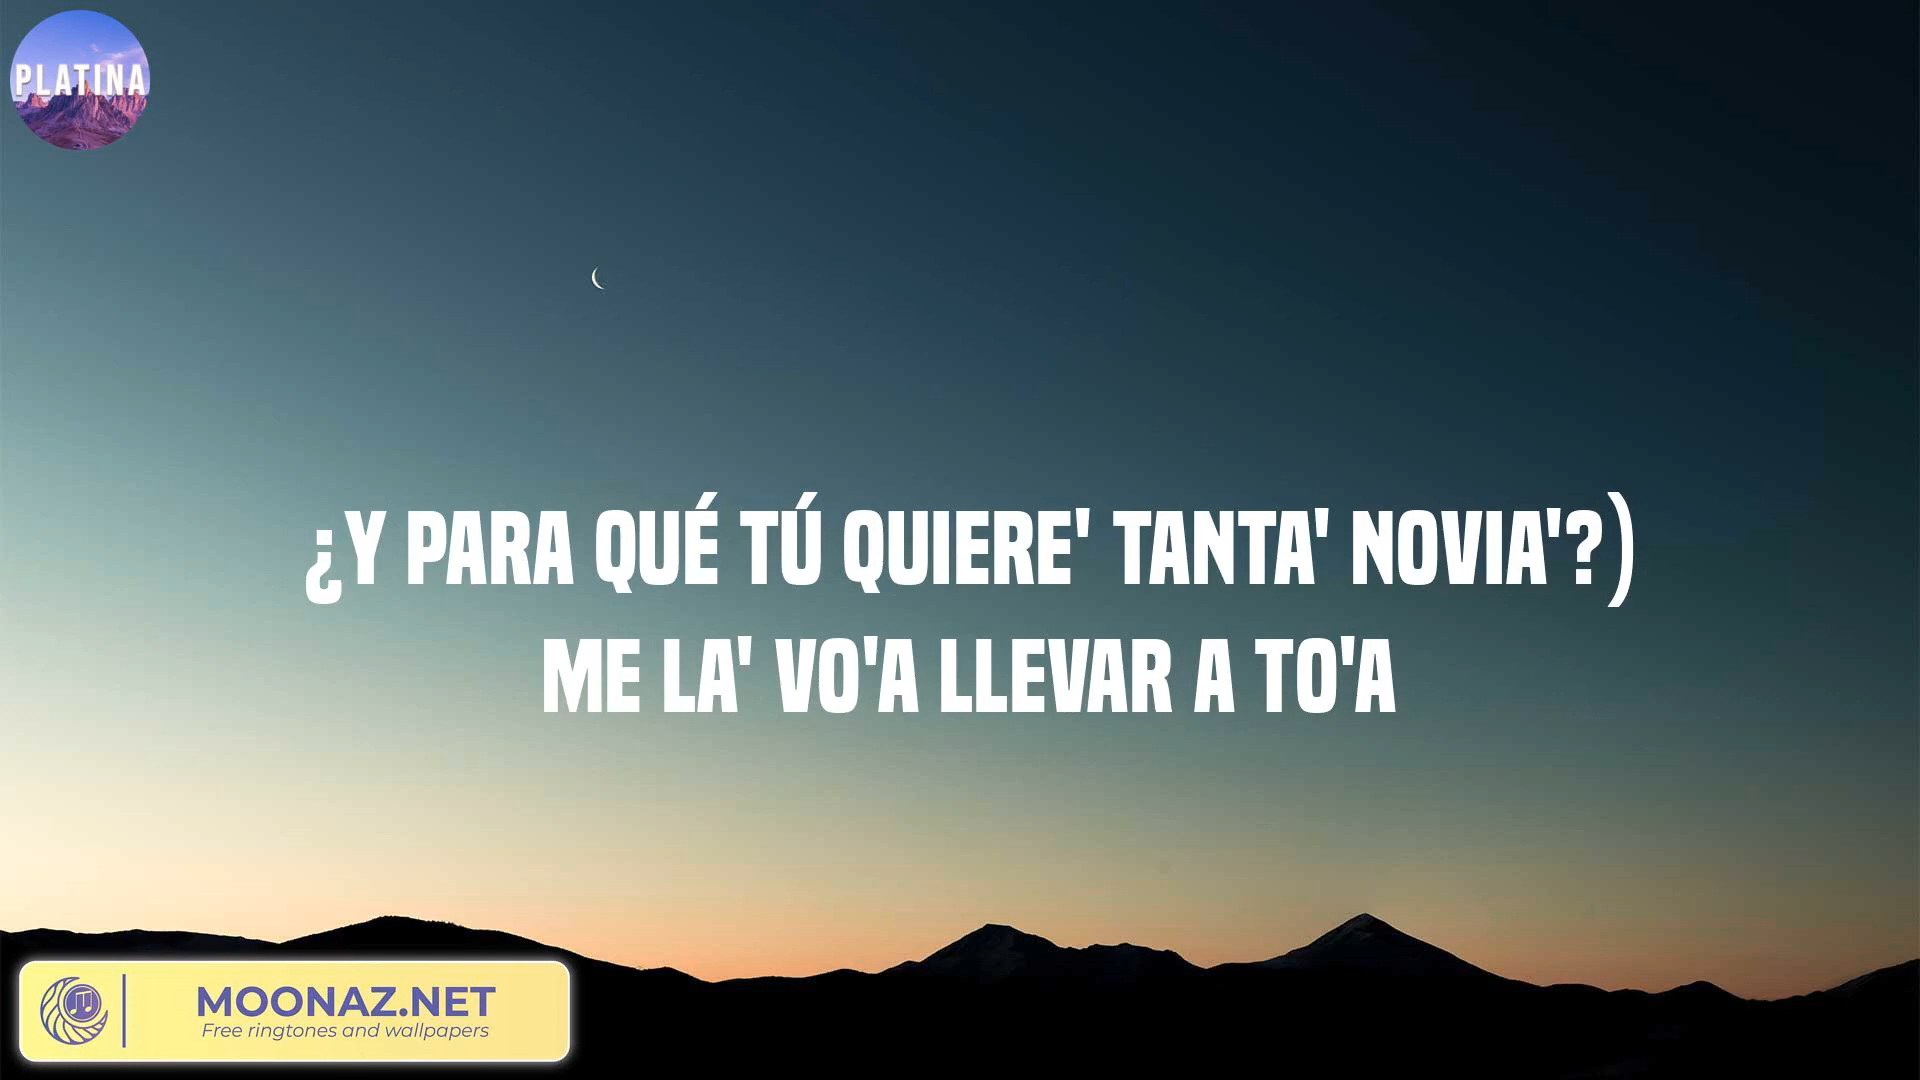 PLATINA
¿Y PARA QUÉ TÚ QUIERE' TANTA' NOVIA'?)
ME LA' VO'A LLEVAR A TO'A
MOONAZ.NET
Free ringtones and wallpapers